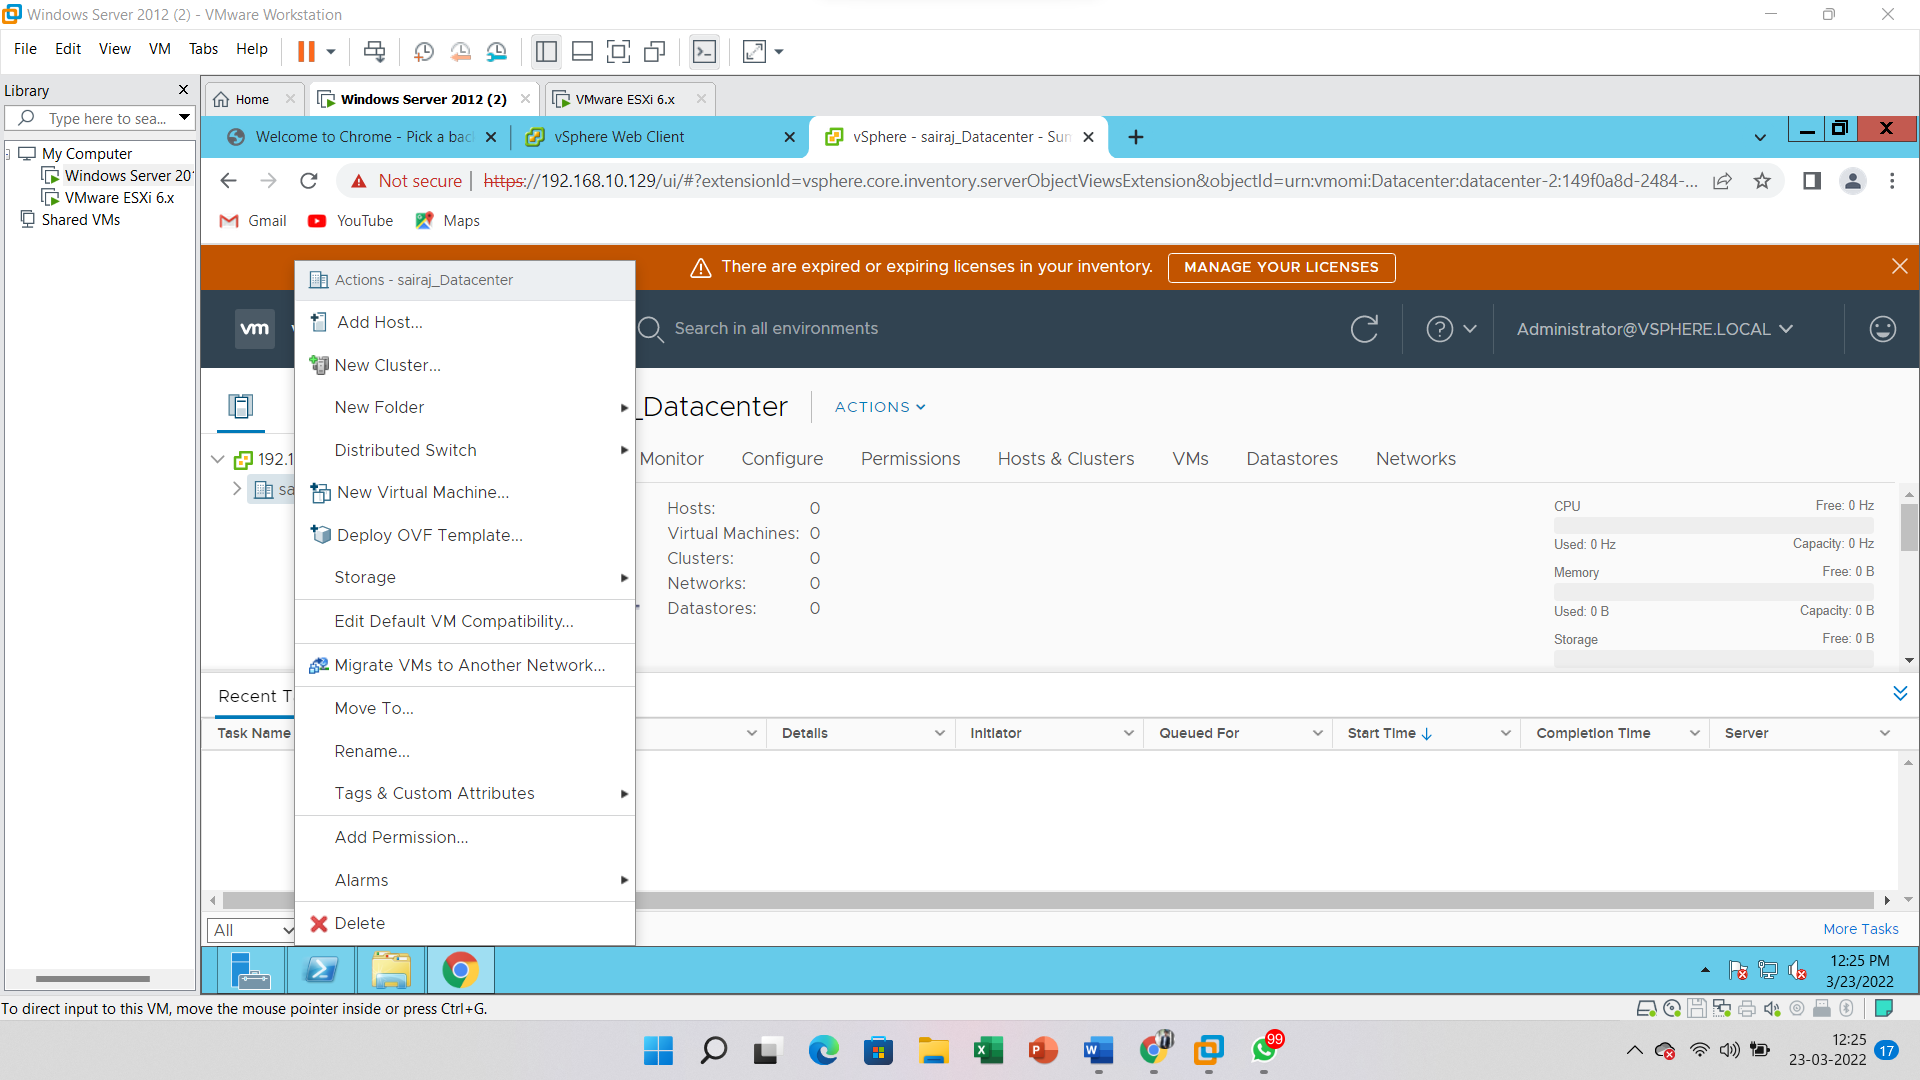 Windows Server 2012 (2) - VMware Workstation
File Edit View VM Tabs Help
Library
Type here to sea...
My Computer
Windows Server 20
VMware ESXi 6.x
Shared VMs
Home
Windows Server 2012 (2)
VMware ESXi 6.x
Welcome to Chrome - Pick a bac
vSphere Web Client
vSphere - sairaj_Datacenter - Sum
Not secure
https://192.168.10.129/ui/#?extensionId=vsphere.core.inventory.serverObjectViewsExtension&objectId=urn:vmomi:Datacenter:datacenter-2:149f0a8d-2484-...
Gmail
YouTube
Maps
There are expired or expiring licenses in your inventory.
MANAGE YOUR LICENSES
vm
Search in all environments
Administrator@VSPHERE.LOCAL
Actions - sairaj_Datacenter
Add Host...
New Cluster...
New Folder
Distributed Switch
New Virtual Machine...
Deploy OVF Template...
Storage
Edit Default VM Compatibility...
Migrate VMs to Another Network...
Move To...
Rename...
Tags & Custom Attributes
Add Permission...
Alarms
Delete
192.1
sa
_Datacenter
ACTIONS
Monitor Configure Permissions Hosts & Clusters VMs Datastores Networks
Hosts: 0
Virtual Machines: 0
Clusters: 0
Networks: 0
Datastores: 0
CPU Free: 0 Hz
Used: 0 Hz Capacity: 0 Hz
Memory Free: 0 B
Used: 0 B Capacity: 0 B
Storage Free: 0 B
Recent T
Task Name Details Initiator Queued For Start Time Completion Time Server
All
More Tasks
12:25 PM
3/23/2022
To direct input to this VM, move the mouse pointer inside or press Ctrl+G.
99
12:25
23-03-2022
17